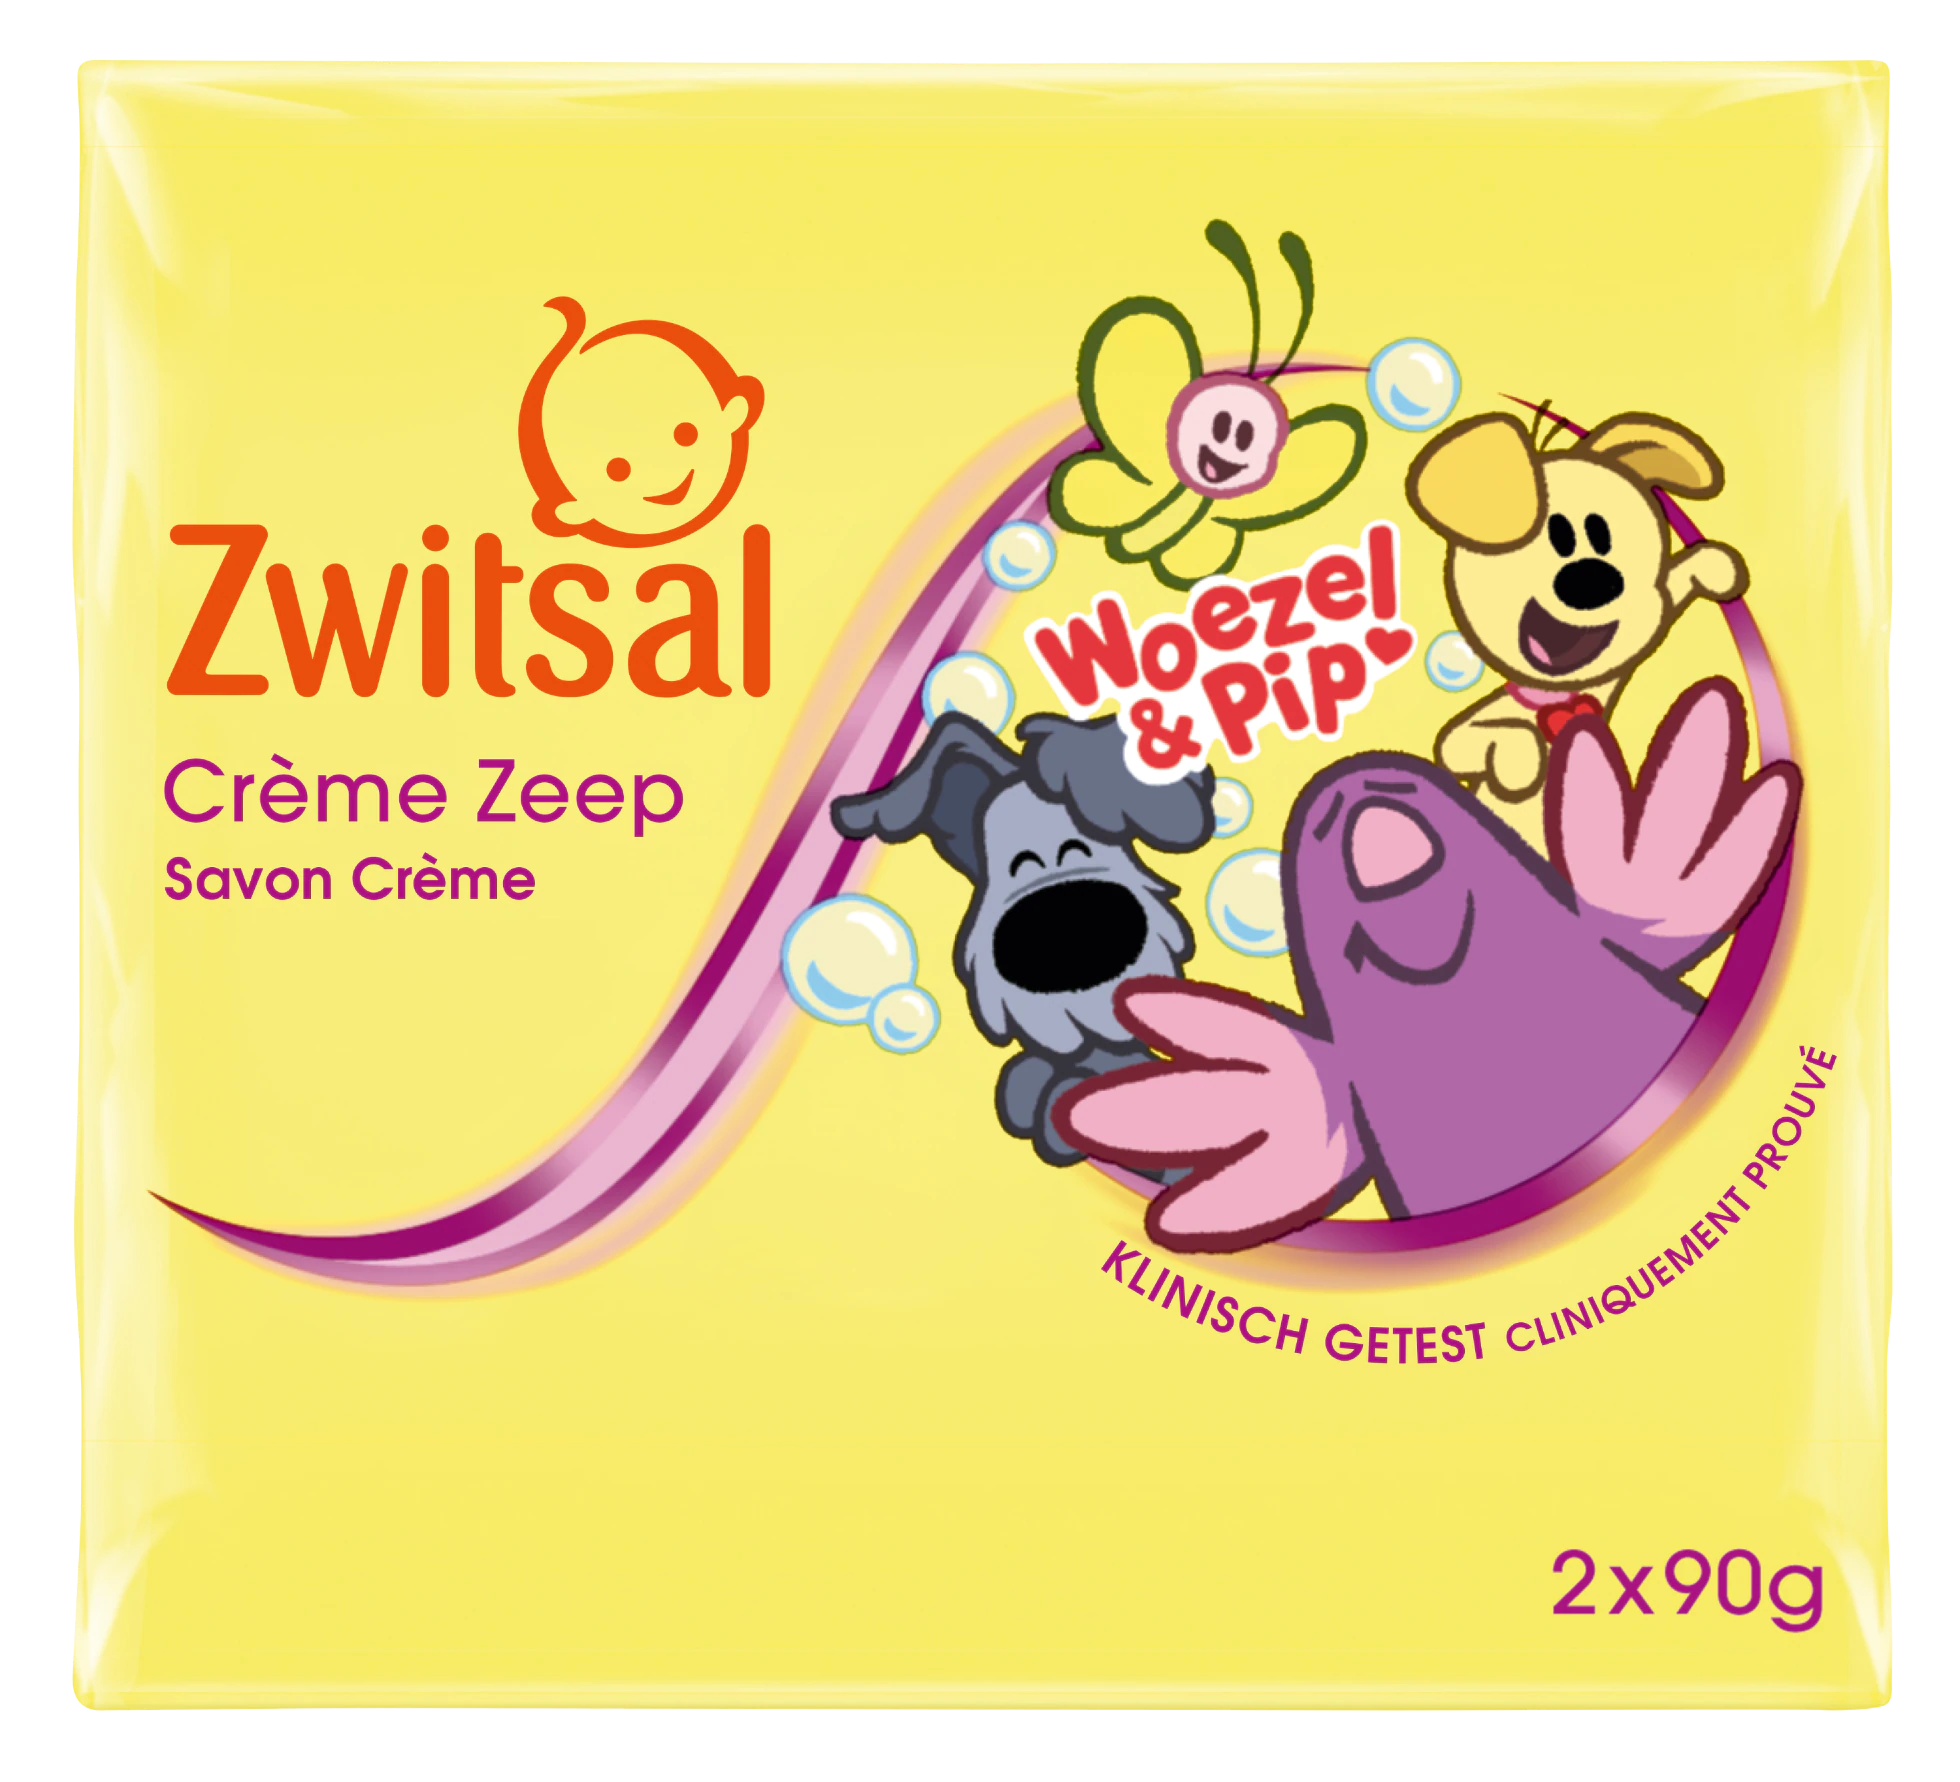 Zwitsal
Crème Zeep
Savon Crème
Woezel
& Pip
KLINISCH GETEST CLINIQUEMENT PROUVÉ
2x90g